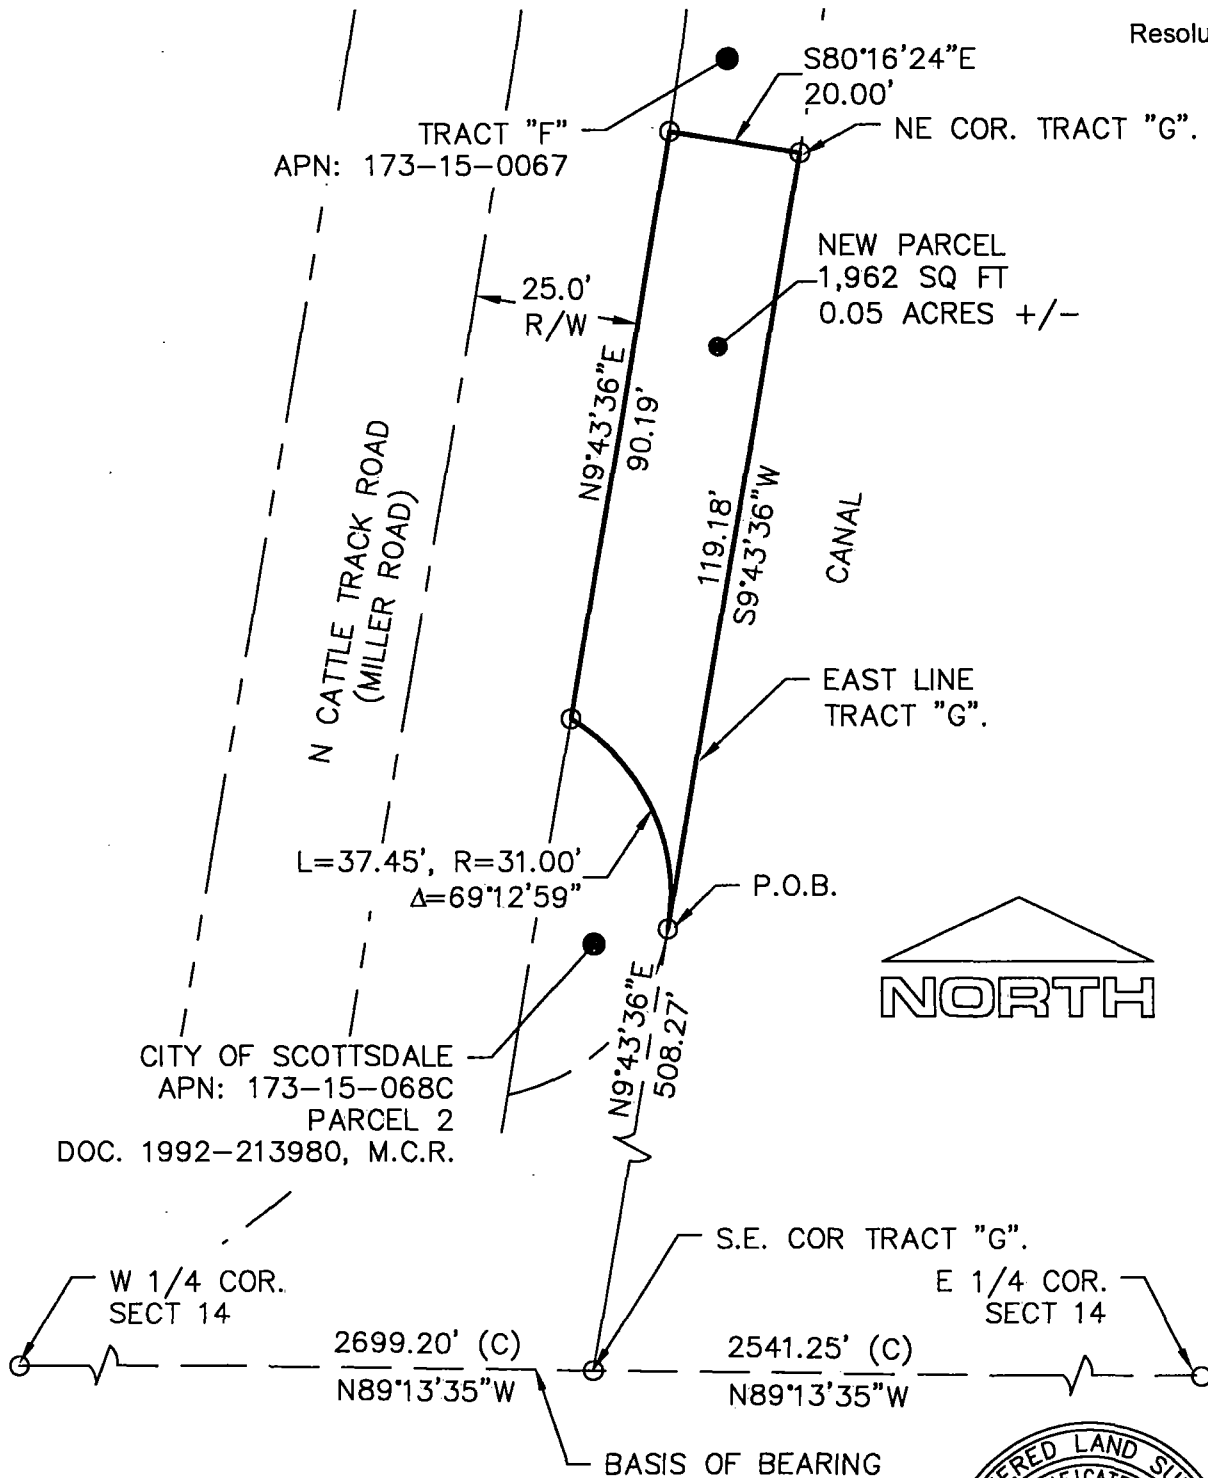 Resolu
S80°16'24"E
20.00'
TRACT "F"
APN: 173-15-0067
NE COR. TRACT "G".
NEW PARCEL
1,962 SQ FT
0.05 ACRES +/-
25.0'
R/W
N9°43'36"E
90.19'
119.18'
S9°43'36"W
CANAL
N CATTLE TRACK ROAD
(MILLER ROAD)
EAST LINE
TRACT "G".
L=37.45', R=31.00'
Δ=69°12'59"
P.O.B.
NORTH
N9°43'36"E
508.27'
CITY OF SCOTTSDALE
APN: 173-15-068C
PARCEL 2
DOC. 1992-213980, M.C.R.
S.E. COR TRACT "G".
W 1/4 COR.
SECT 14
E 1/4 COR.
SECT 14
2699.20' (C)
N89°13'35"W
2541.25' (C)
N89°13'35"W
BASIS OF BEARING
ERED LAND SU